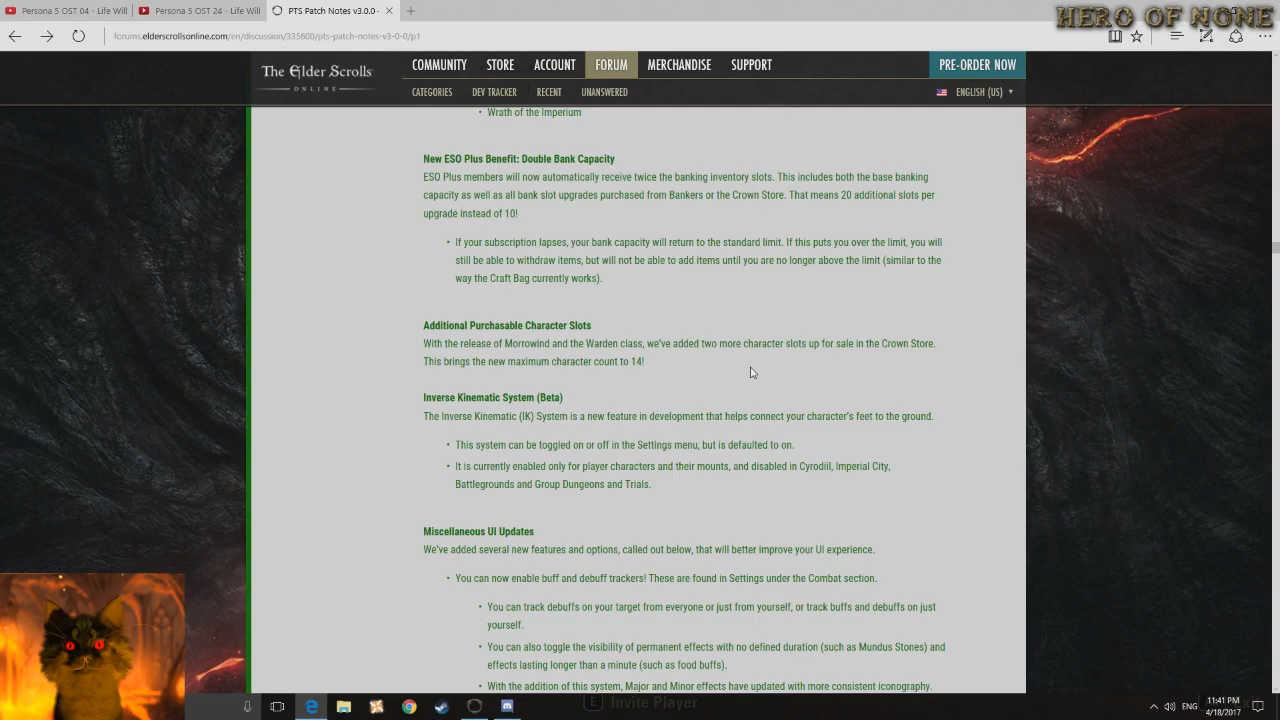 Persona 5 OST 04 - Life Will
Persona 5 OST 04 - Life Will
PTS Patch Notes v3.0.0 -
HERO OF NONE
forums.elderscrollsonline.com/en/discussion/335600/pts-patch-notes-v3-0-0/p1
The Elder Scrolls
ONLINE
COMMUNITY STORE ACCOUNT FORUM MERCHANDISE SUPPORT PRE-ORDER NOW
CATEGORIES DEV TRACKER RECENT UNANSWERED ENGLISH (US)
• Wrath of the Imperium
New ESO Plus Benefit: Double Bank Capacity
ESO Plus members will now automatically receive twice the banking inventory slots. This includes both the base banking
capacity as well as all bank slot upgrades purchased from Bankers or the Crown Store. That means 20 additional slots per
upgrade instead of 10!
• If your subscription lapses, your bank capacity will return to the standard limit. If this puts you over the limit, you will
still be able to withdraw items, but will not be able to add items until you are no longer above the limit (similar to the
way the Craft Bag currently works).
Additional Purchasable Character Slots
With the release of Morrowind and the Warden class, we've added two more character slots up for sale in the Crown Store.
This brings the new maximum character count to 14!
Inverse Kinematic System (Beta)
The Inverse Kinematic (IK) System is a new feature in development that helps connect your character's feet to the ground.
• This system can be toggled on or off in the Settings menu, but is defaulted to on.
• It is currently enabled only for player characters and their mounts, and disabled in Cyrodiil, Imperial City,
Battlegrounds and Group Dungeons and Trials.
Miscellaneous UI Updates
We've added several new features and options, called out below, that will better improve your UI experience.
• You can now enable buff and debuff trackers! These are found in Settings under the Combat section.
• You can track debuffs on your target from everyone or just from yourself, or track buffs and debuffs on just
yourself.
• You can also toggle the visibility of permanent effects with no defined duration (such as Mundus Stones) and
effects lasting longer than a minute (such as food buffs).
• With the addition of this system, Major and Minor effects have updated with more consistent iconography.
E Invite Player
ENG
11:41 PM
4/18/2017